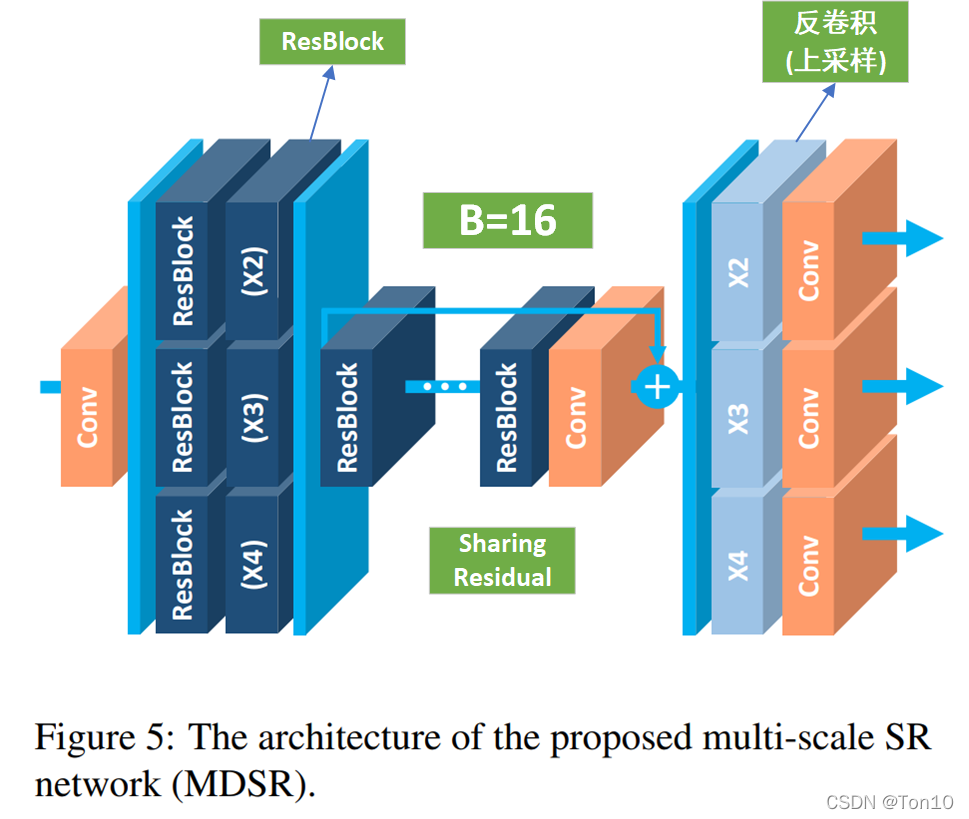 ResBlock
反卷积
(上采样)
B=16
Conv
ResBlock
(X2)
ResBlock
(X3)
ResBlock
(X4)
ResBlock
ResBlock
Conv
Sharing
Residual
X2
Conv
X3
Conv
X4
Conv
Figure 5: The architecture of the proposed multi-scale SR
network (MDSR).
CSDN @Ton10